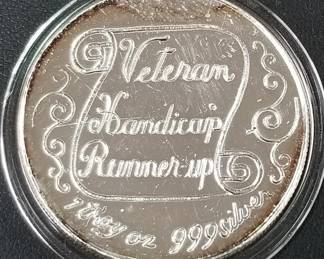 Veteran
Handicap
Runner-up
1 troy oz 999 silver